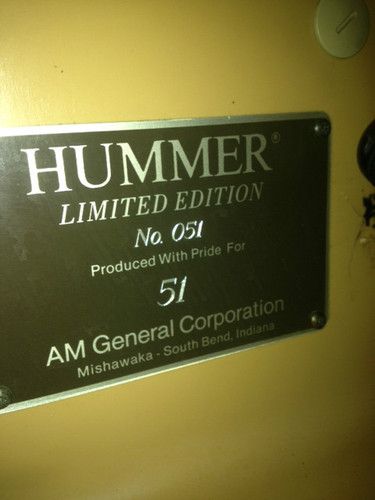 HUMMER®
LIMITED EDITION
No. 051
Produced With Pride For
51
AM General Corporation
Mishawaka - South Bend, Indiana